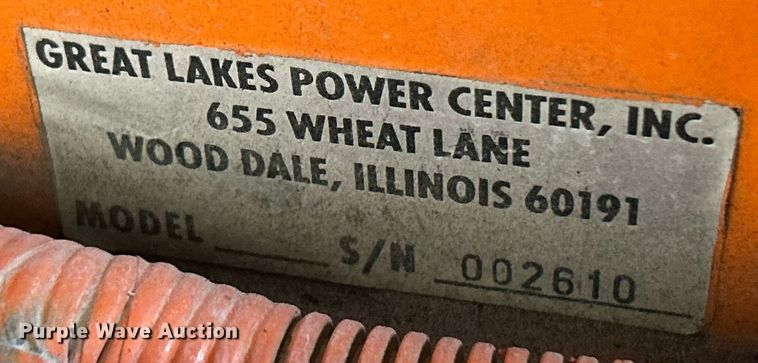 GREAT LAKES POWER CENTER, INC.
655 WHEAT LANE
WOOD DALE, ILLINOIS 60191
MODEL S/N 002610
Purple Wave Auction